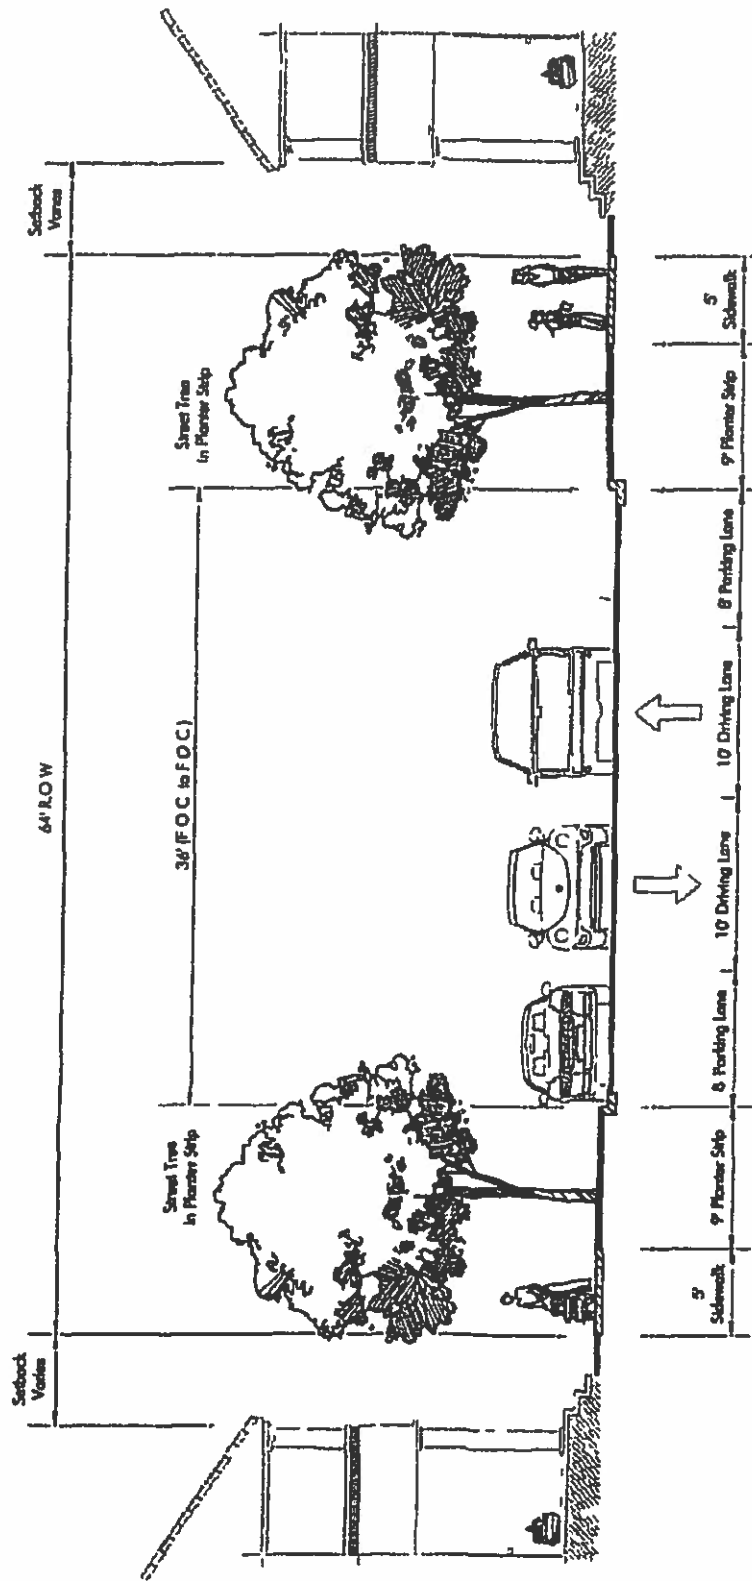 64' R.O.W
Setback
Varies
Setback
Varies
36' (F O C to F O C)
Street Tree
In Planter Strip
Street Tree
In Planter Strip
5'
Sidewalk
9' Planter Strip
8 Parking Lane
10' Driving Lane
10' Driving Lane
8' Parking Lane
9' Planter Strip
5'
Sidewalk